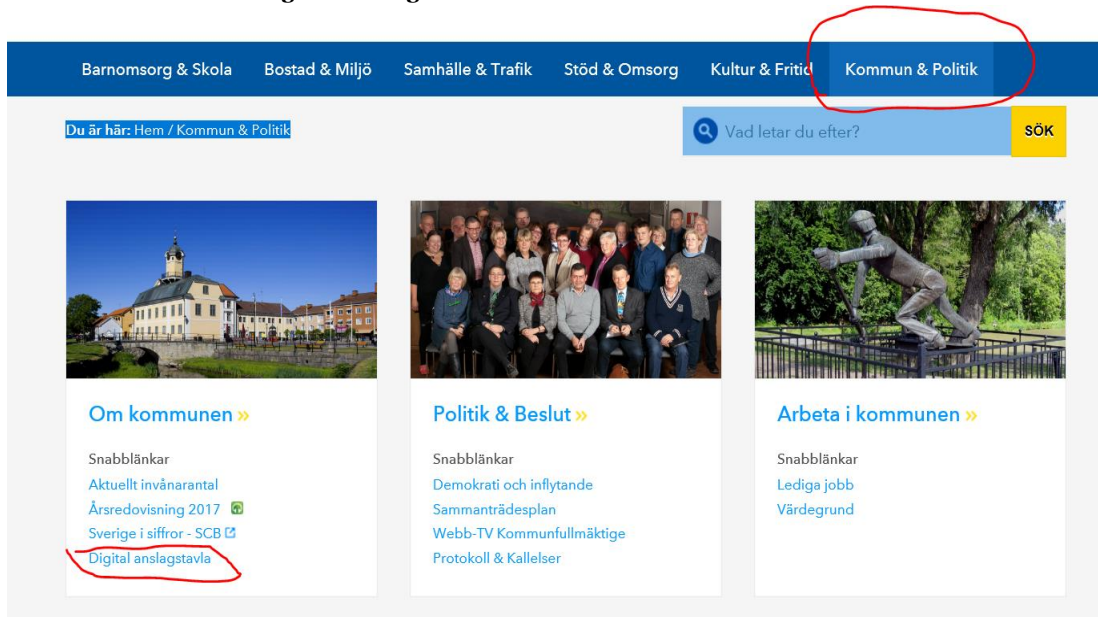 Barnomsorg & Skola Bostad & Miljö Samhälle & Trafik Stöd & Omsorg Kultur & Fritid Kommun & Politik
Du är här: Hem / Kommun & Politik
Vad letar du efter? SÖK
Om kommunen »
Snabblänkar
Aktuellt invånarantal
Årsredovisning 2017
Sverige i siffror - SCB
Digital anslagstavla
Politik & Beslut »
Snabblänkar
Demokrati och inflytande
Sammanträdesplan
Webb-TV Kommunfullmäktige
Protokoll & Kallelser
Arbeta i kommunen »
Snabblänkar
Lediga jobb
Värdegrund